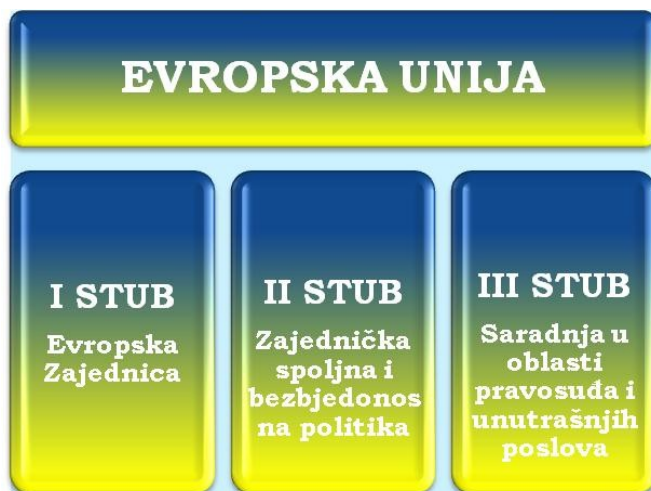 EVROPSKA UNIJA
I STUB
Evropska
Zajednica
II STUB
Zajednička
spoljna i
bezbjedonos
na politika
III STUB
Saradnja u
oblasti
pravosuđa i
unutrašnjih
poslova